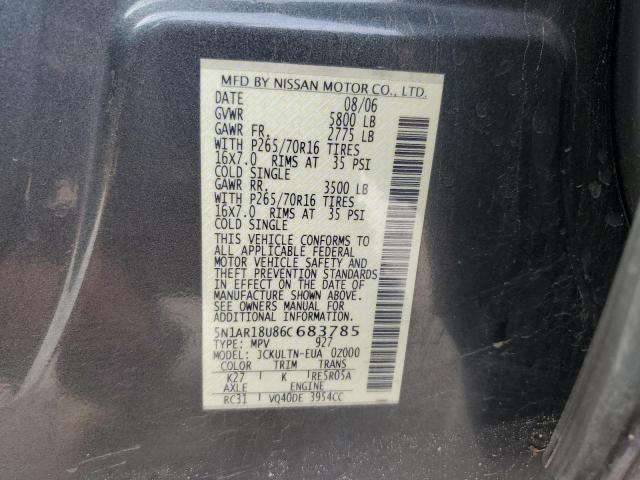 MFD BY NISSAN MOTOR CO., LTD.
DATE 08/06
GVWR 5800 LB
GAWR FR. 2775 LB
WITH P265/70R16 TIRES
16X7.0 RIMS AT 35 PSI
COLD SINGLE
GAWR RR. 3500 LB
WITH P265/70R16 TIRES
16X7.0 RIMS AT 35 PSI
COLD SINGLE
THIS VEHICLE CONFORMS TO
ALL APPLICABLE FEDERAL
MOTOR VEHICLE SAFETY AND
THEFT PREVENTION STANDARDS
IN EFFECT ON THE DATE OF
MANUFACTURE SHOWN ABOVE.
SEE OWNERS MANUAL FOR
ADDITIONAL INFORMATION.
5N1AR18U86C683785
TYPE: MPV 927
MODEL: JCKULTN-EUA 0Z000
COLOR TRIM TRANS
K27 K RE5R05A
AXLE ENGINE
RC31 VQ40DE 3954CC